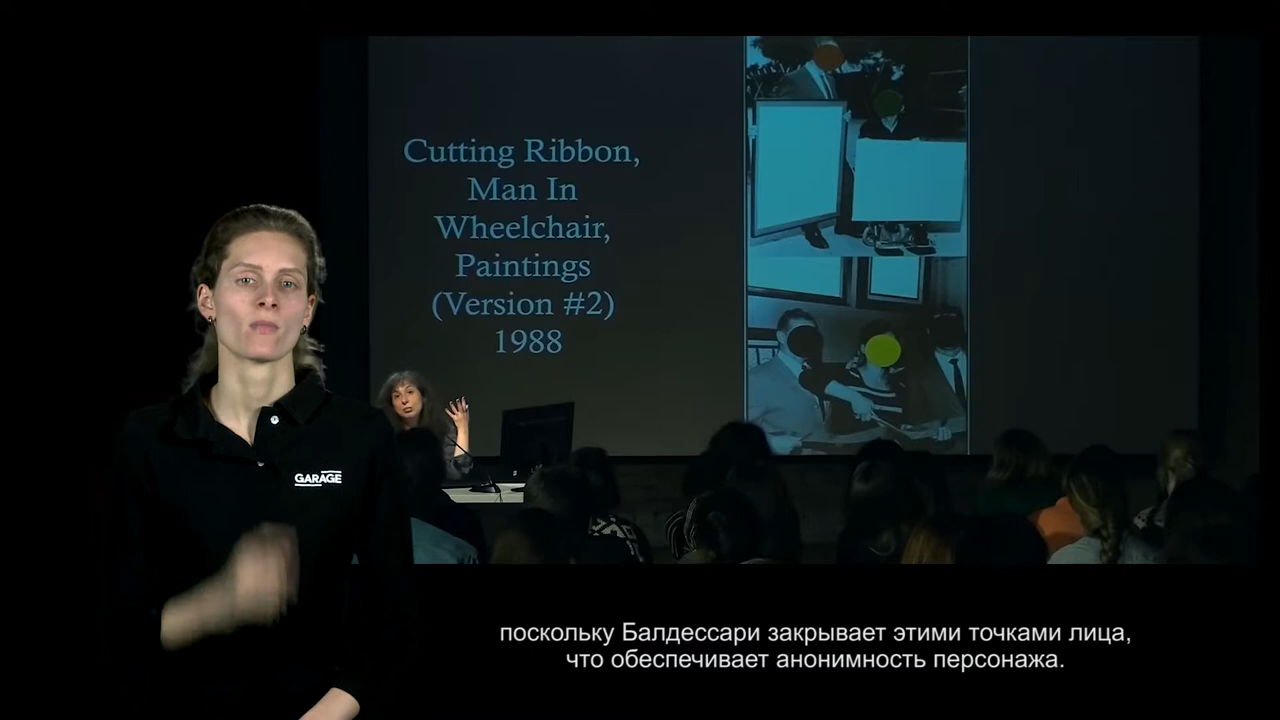 Cutting Ribbon,
Man In
Wheelchair,
Paintings
(Version #2)
1988
GARAGE
поскольку Балдессари закрывает этими точками лица,
что обеспечивает анонимность персонажа.